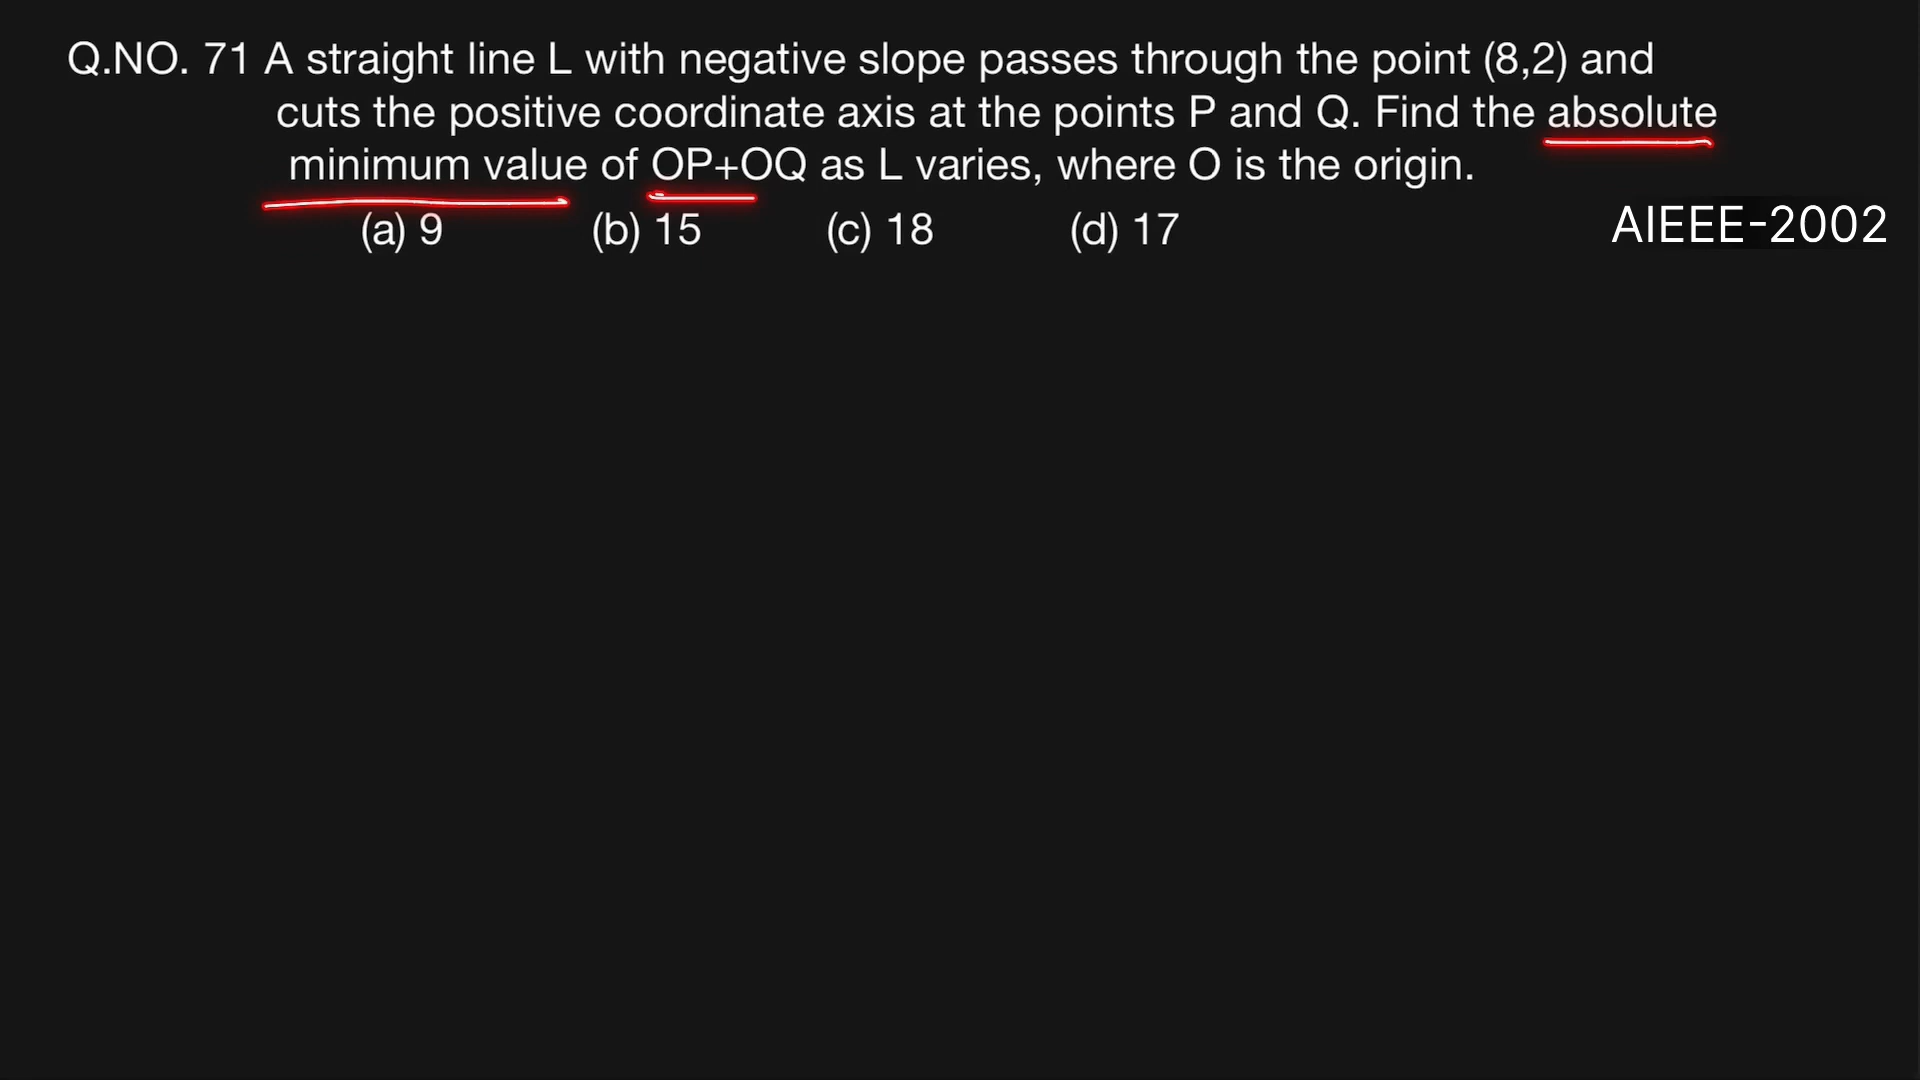 Q.NO. 71 A straight line L with negative slope passes through the point (8,2) and
cuts the positive coordinate axis at the points P and Q. Find the absolute
minimum value of OP+OQ as L varies, where O is the origin.
(a) 9 (b) 15 (c) 18 (d) 17 AIEEE-2002